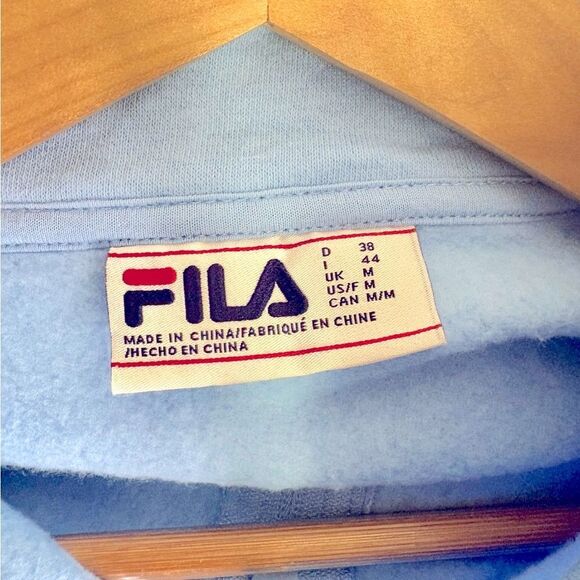 FILA
D 38
I 44
UK M
US/F M
CAN M/M
MADE IN CHINA/FABRIQUÉ EN CHINE
/HECHO EN CHINA